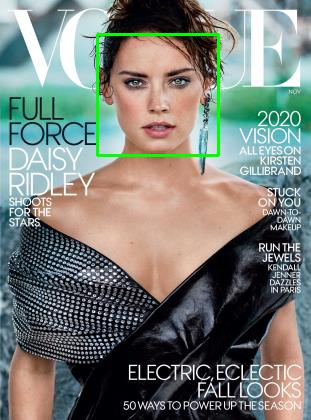 VOGUE
NOV
FULL
FORCE
DAISY
RIDLEY
SHOOTS
FOR THE
STARS
2020
VISION
ALL EYES ON
KIRSTEN
GILLIBRAND
STUCK
ON YOU
DAWN-TO-
DAWN
MAKEUP
RUN THE
JEWELS
KENDALL
JENNER
DAZZLES
IN PARIS
ELECTRIC, ECLECTIC
FALL LOOKS
50 WAYS TO POWER UP THE SEASON